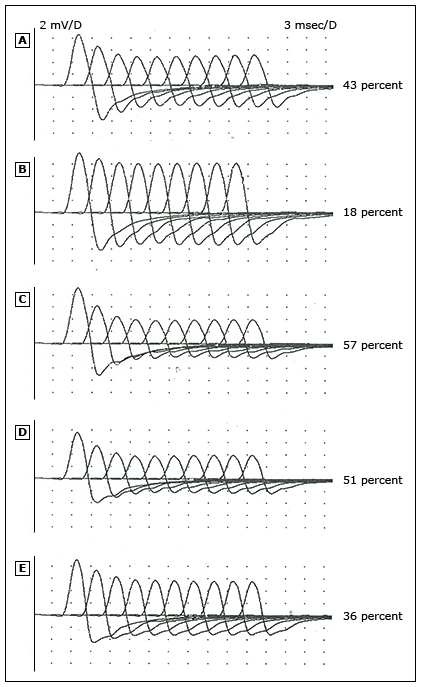 2 mV/D 3 msec/D
A
43 percent
B
18 percent
C
57 percent
D
51 percent
E
36 percent